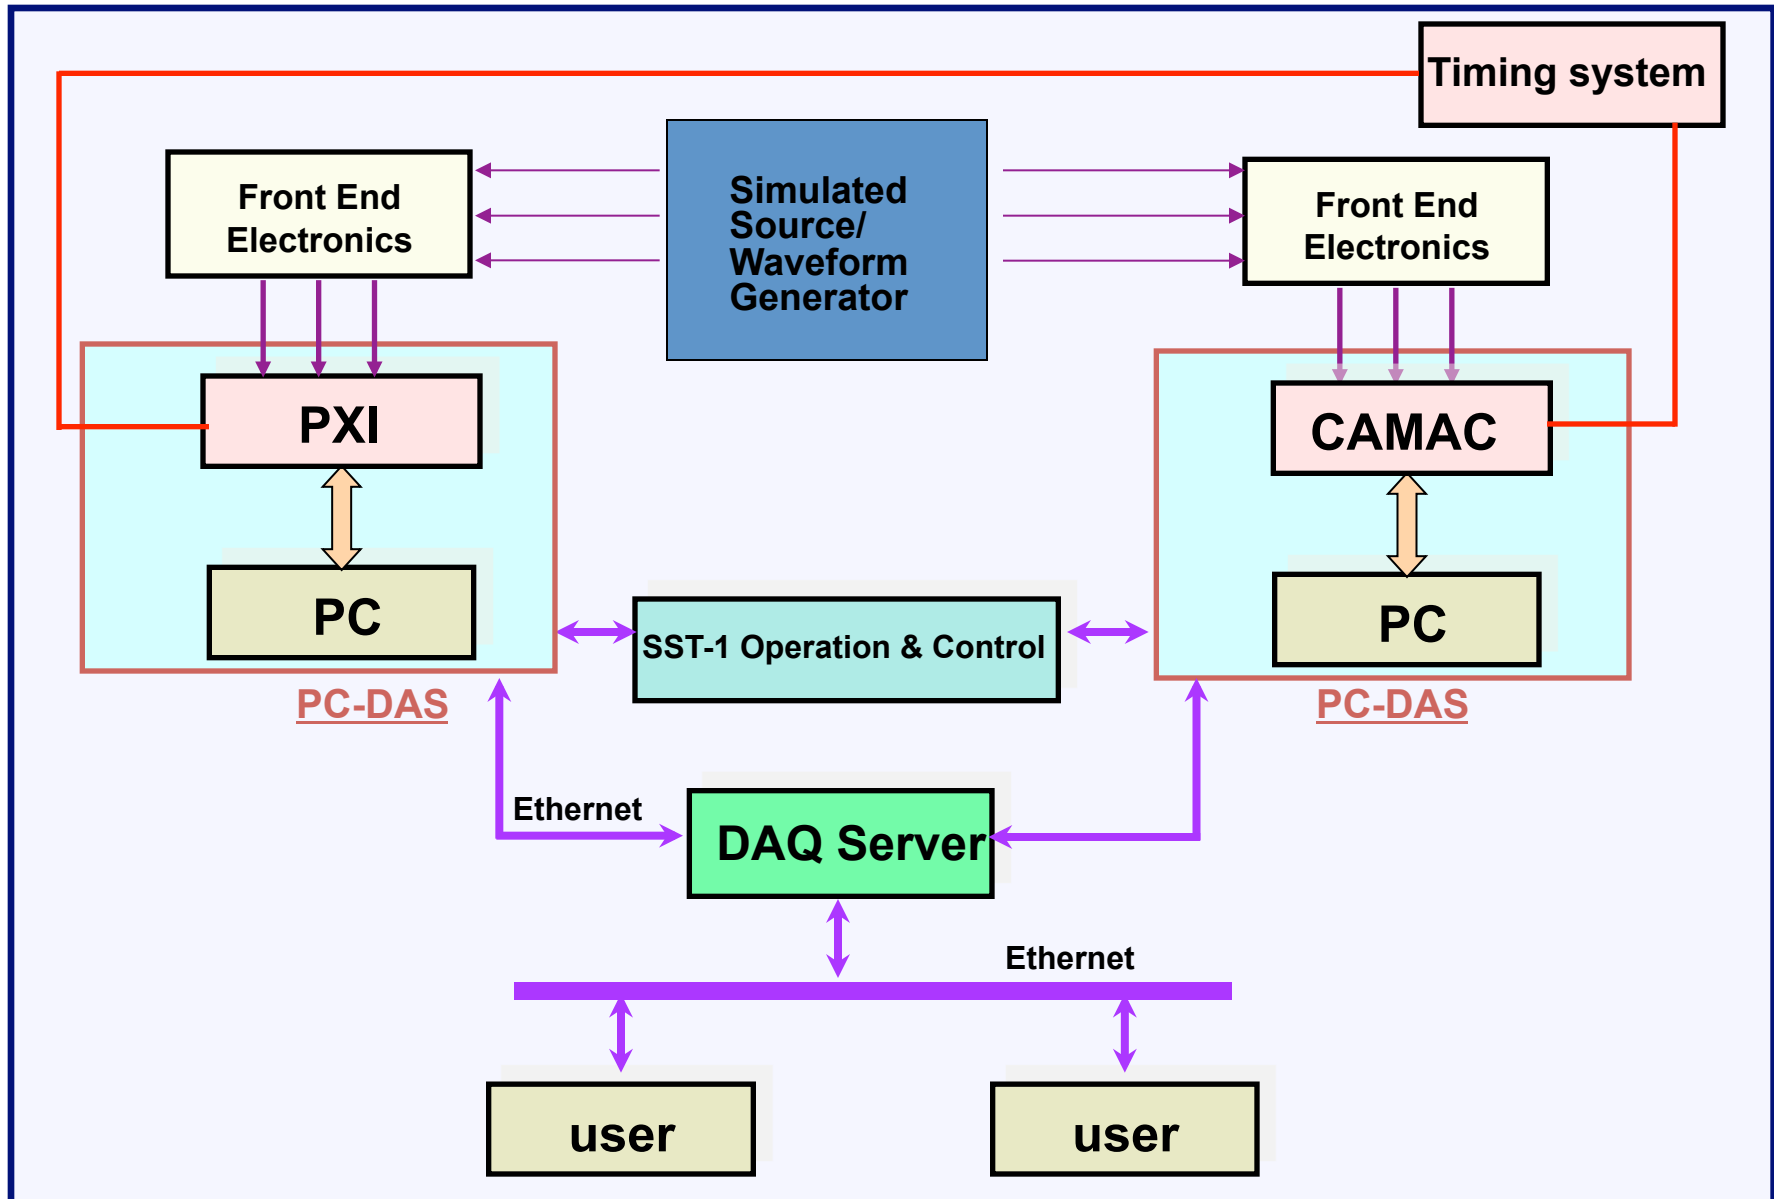 Timing system
Front End
Electronics
Simulated
Source/
Waveform
Generator
Front End
Electronics
PXI
CAMAC
PC
SST-1 Operation & Control
PC
PC-DAS
PC-DAS
Ethernet
DAQ Server
Ethernet
user
user